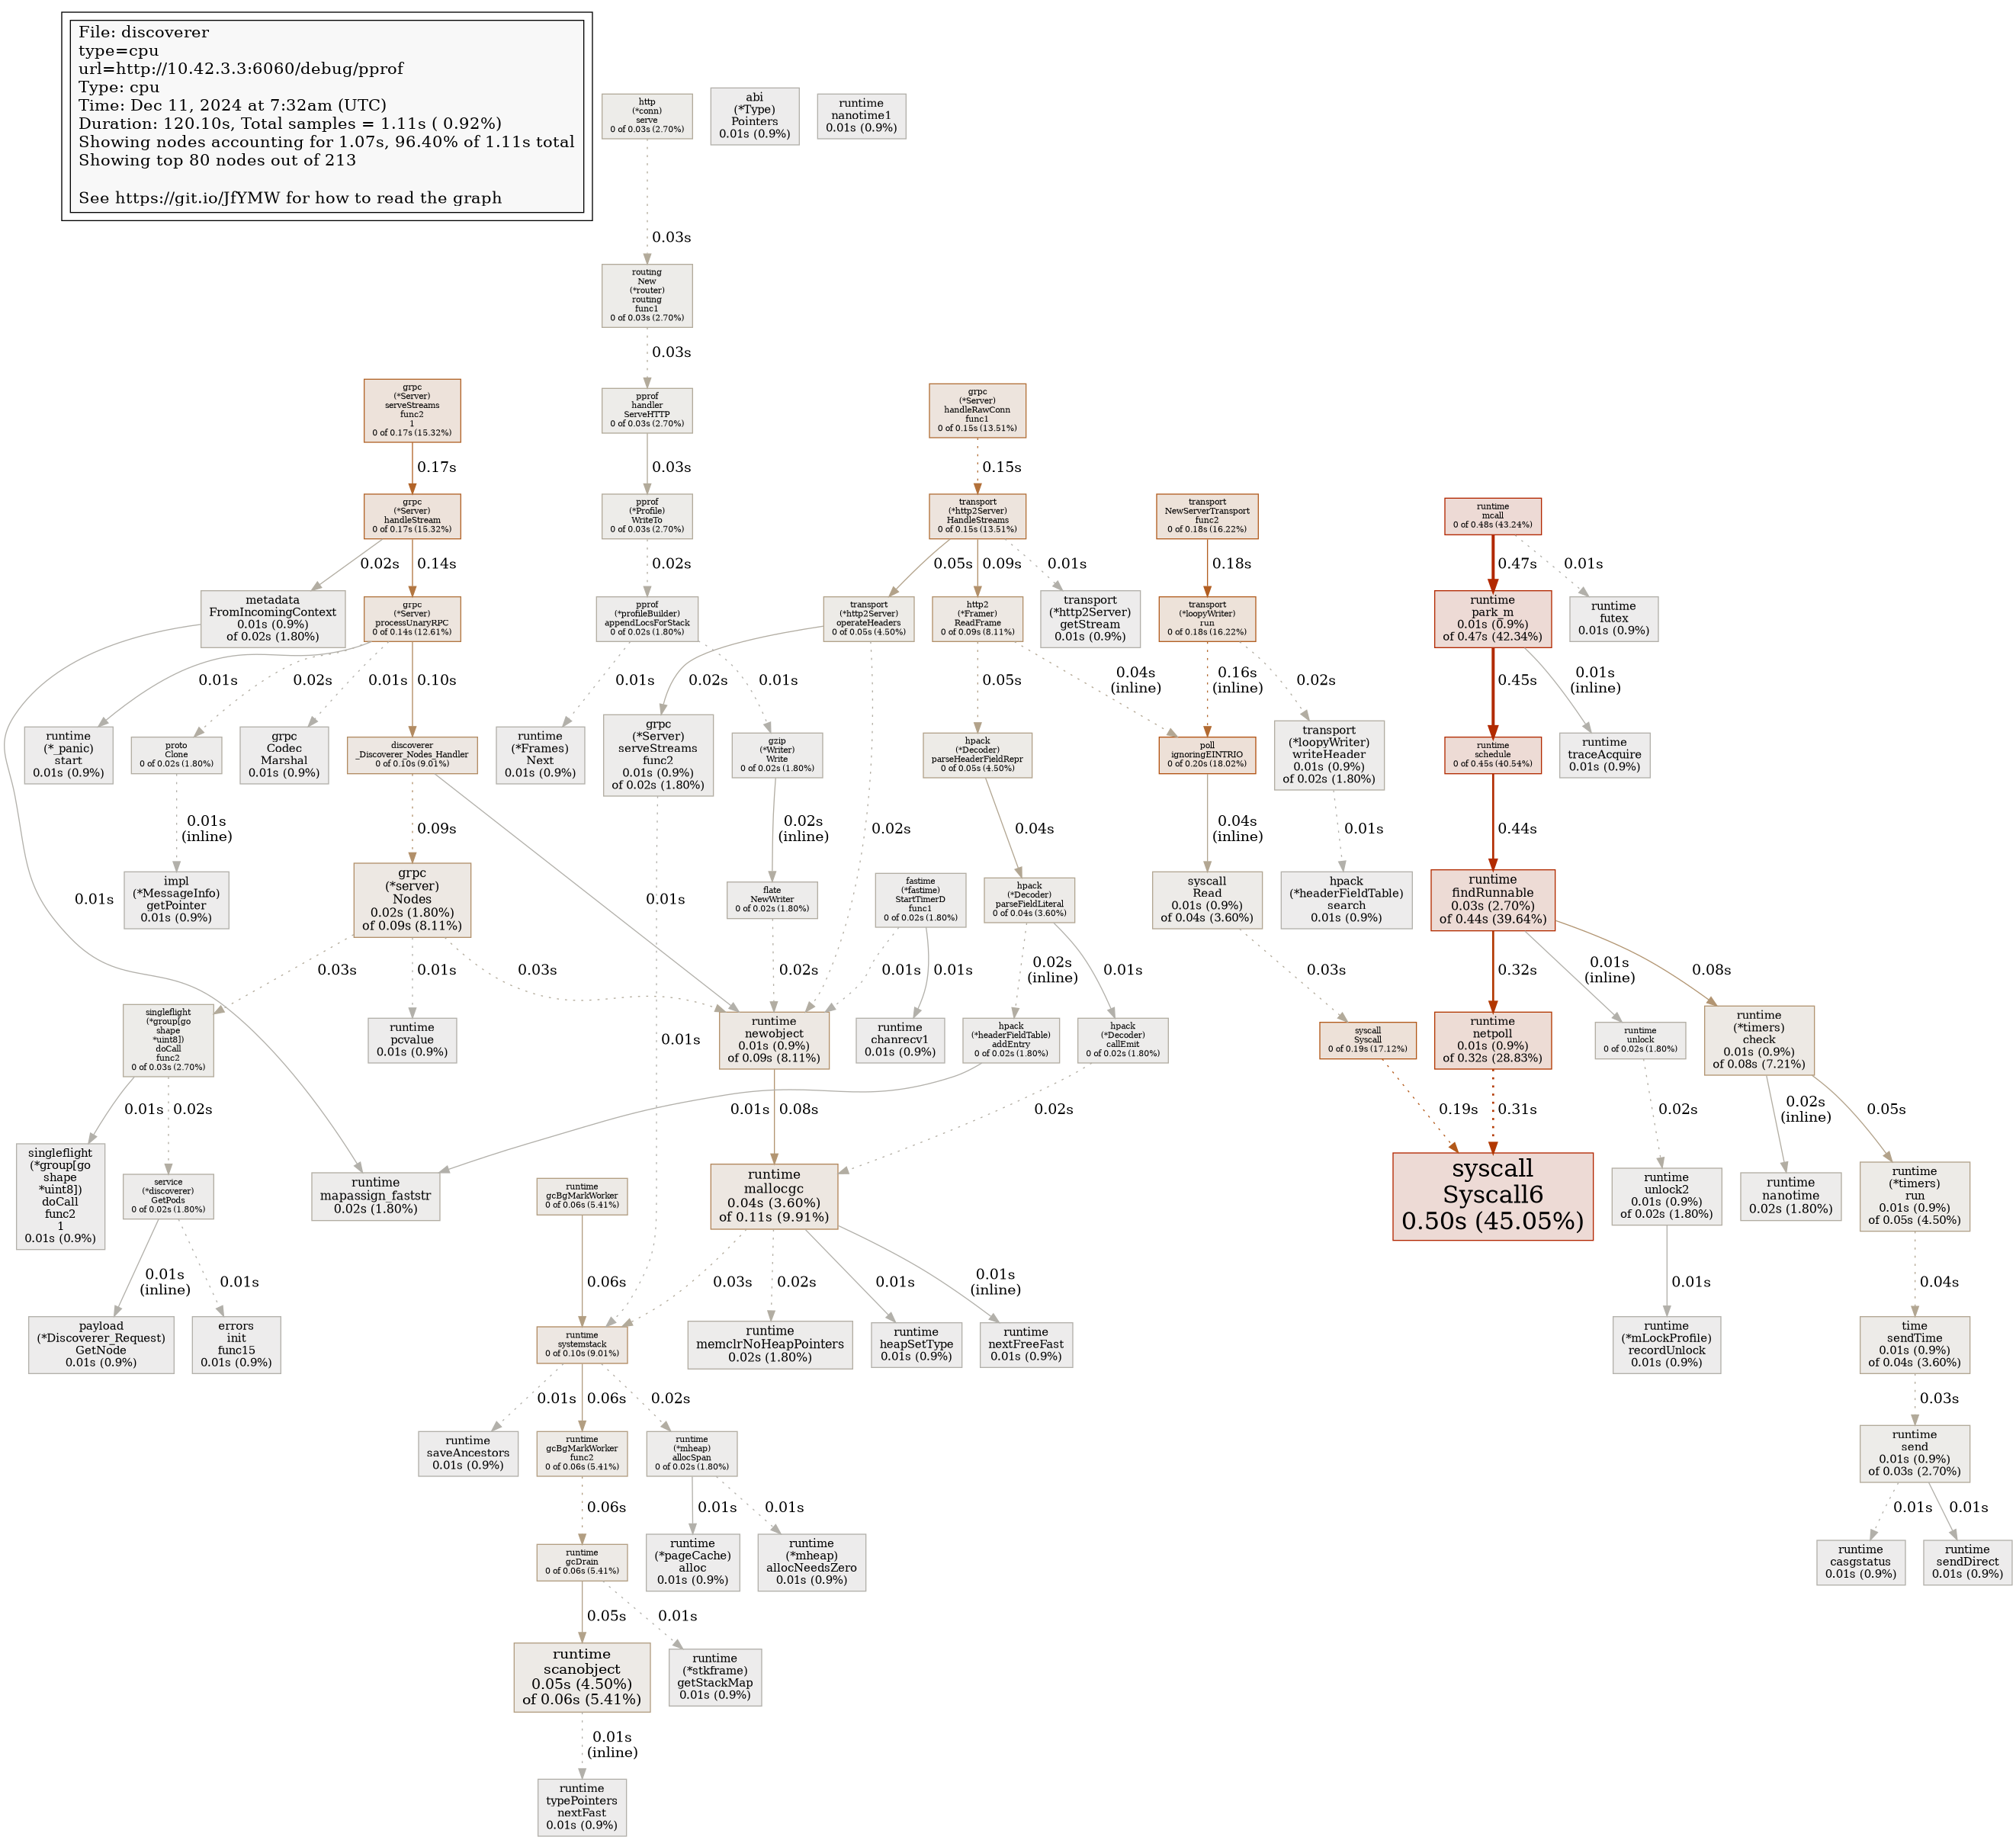 File: discoverer
type=cpu
url=http://10.42.3.3:6060/debug/pprof
Type: cpu
Time: Dec 11, 2024 at 7:32am (UTC)
Duration: 120.10s, Total samples = 1.11s ( 0.92%)
Showing nodes accounting for 1.07s, 96.40% of 1.11s total
Showing top 80 nodes out of 213
See https://git.io/JfYMW for how to read the graph
http
(*conn)
serve
0 of 0.03s (2.70%)
abi
(*Type)
Pointers
0.01s (0.9%)
runtime
nanotime1
0.01s (0.9%)
0.03s
routing
New
(*router)
routing
func1
0 of 0.03s (2.70%)
0.03s
grpc
(*Server)
serveStreams
func2
1
0 of 0.17s (15.32%)
pprof
handler
ServeHTTP
0 of 0.03s (2.70%)
grpc
(*Server)
handleRawConn
func1
0 of 0.15s (13.51%)
0.17s
0.03s
0.15s
grpc
(*Server)
handleStream
0 of 0.17s (15.32%)
pprof
(*Profile)
WriteTo
0 of 0.03s (2.70%)
transport
(*http2Server)
HandleStreams
0 of 0.15s (13.51%)
transport
NewServerTransport
func2
0 of 0.18s (16.22%)
runtime
mcall
0 of 0.48s (43.24%)
0.02s
0.14s
0.02s
0.05s
0.09s
0.01s
0.18s
0.47s
0.01s
metadata
FromIncomingContext
0.01s (0.9%)
of 0.02s (1.80%)
grpc
(*Server)
processUnaryRPC
0 of 0.14s (12.61%)
pprof
(*profileBuilder)
appendLocsForStack
0 of 0.02s (1.80%)
transport
(*http2Server)
operateHeaders
0 of 0.05s (4.50%)
http2
(*Framer)
ReadFrame
0 of 0.09s (8.11%)
transport
(*http2Server)
getStream
0.01s (0.9%)
transport
(*loopyWriter)
run
0 of 0.18s (16.22%)
runtime
park_m
0.01s (0.9%)
of 0.47s (42.34%)
runtime
futex
0.01s (0.9%)
0.01s
0.02s
0.01s
0.10s
0.01s
0.01s
0.02s
0.05s
0.04s
(inline)
0.16s
(inline)
0.02s
0.45s
0.01s
(inline)
runtime
(*_panic)
start
0.01s (0.9%)
proto
Clone
0 of 0.02s (1.80%)
grpc
Codec
Marshal
0.01s (0.9%)
discoverer
_Discoverer_Nodes_Handler
0 of 0.10s (9.01%)
runtime
(*Frames)
Next
0.01s (0.9%)
grpc
(*Server)
serveStreams
func2
0.01s (0.9%)
of 0.02s (1.80%)
gzip
(*Writer)
Write
0 of 0.02s (1.80%)
hpack
(*Decoder)
parseHeaderFieldRepr
0 of 0.05s (4.50%)
poll
ignoringEINTRIO
0 of 0.20s (18.02%)
transport
(*loopyWriter)
writeHeader
0.01s (0.9%)
of 0.02s (1.80%)
runtime
schedule
0 of 0.45s (40.54%)
runtime
traceAcquire
0.01s (0.9%)
0.01s
(inline)
0.09s
0.02s
(inline)
0.02s
0.04s
0.04s
(inline)
0.01s
0.44s
impl
(*MessageInfo)
getPointer
0.01s (0.9%)
0.01s
grpc
(*server)
Nodes
0.02s (1.80%)
of 0.09s (8.11%)
0.01s
flate
NewWriter
0 of 0.02s (1.80%)
fastime
(*fastime)
StartTimerD
func1
0 of 0.02s (1.80%)
hpack
(*Decoder)
parseFieldLiteral
0 of 0.04s (3.60%)
syscall
Read
0.01s (0.9%)
of 0.04s (3.60%)
hpack
(*headerFieldTable)
search
0.01s (0.9%)
runtime
findRunnable
0.03s (2.70%)
of 0.44s (39.64%)
0.03s
0.01s
0.03s
0.02s
0.01s
0.01s
0.02s
(inline)
0.01s
0.03s
0.32s
0.01s
(inline)
0.08s
singleflight
(*group[go
shape
*uint8])
doCall
func2
0 of 0.03s (2.70%)
runtime
pcvalue
0.01s (0.9%)
0.01s
runtime
newobject
0.01s (0.9%)
of 0.09s (8.11%)
runtime
chanrecv1
0.01s (0.9%)
hpack
(*headerFieldTable)
addEntry
0 of 0.02s (1.80%)
hpack
(*Decoder)
callEmit
0 of 0.02s (1.80%)
syscall
Syscall
0 of 0.19s (17.12%)
runtime
netpoll
0.01s (0.9%)
of 0.32s (28.83%)
runtime
unlock
0 of 0.02s (1.80%)
runtime
(*timers)
check
0.01s (0.9%)
of 0.08s (7.21%)
0.01s
0.02s
0.01s
0.08s
0.02s
0.19s
0.31s
0.02s
0.02s
(inline)
0.05s
singleflight
(*group[go
shape
*uint8])
doCall
func2
1
0.01s (0.9%)
service
(*discoverer)
GetPods
0 of 0.02s (1.80%)
runtime
mapassign_faststr
0.02s (1.80%)
runtime
gcBgMarkWorker
0 of 0.06s (5.41%)
runtime
mallocgc
0.04s (3.60%)
of 0.11s (9.91%)
syscall
Syscall6
0.50s (45.05%)
runtime
unlock2
0.01s (0.9%)
of 0.02s (1.80%)
runtime
nanotime
0.02s (1.80%)
runtime
(*timers)
run
0.01s (0.9%)
of 0.05s (4.50%)
0.01s
(inline)
0.01s
0.06s
0.03s
0.02s
0.01s
0.01s
(inline)
0.01s
0.04s
payload
(*Discoverer_Request)
GetNode
0.01s (0.9%)
errors
init
func15
0.01s (0.9%)
runtime
systemstack
0 of 0.10s (9.01%)
runtime
memclrNoHeapPointers
0.02s (1.80%)
runtime
heapSetType
0.01s (0.9%)
runtime
nextFreeFast
0.01s (0.9%)
runtime
(*mLockProfile)
recordUnlock
0.01s (0.9%)
time
sendTime
0.01s (0.9%)
of 0.04s (3.60%)
0.01s
0.06s
0.02s
0.03s
runtime
saveAncestors
0.01s (0.9%)
runtime
gcBgMarkWorker
func2
0 of 0.06s (5.41%)
runtime
(*mheap)
allocSpan
0 of 0.02s (1.80%)
runtime
send
0.01s (0.9%)
of 0.03s (2.70%)
0.06s
0.01s
0.01s
0.01s
0.01s
runtime
gcDrain
0 of 0.06s (5.41%)
runtime
(*pageCache)
alloc
0.01s (0.9%)
runtime
(*mheap)
allocNeedsZero
0.01s (0.9%)
runtime
casgstatus
0.01s (0.9%)
runtime
sendDirect
0.01s (0.9%)
0.05s
0.01s
runtime
scanobject
0.05s (4.50%)
of 0.06s (5.41%)
runtime
(*stkframe)
getStackMap
0.01s (0.9%)
0.01s
(inline)
runtime
typePointers
nextFast
0.01s (0.9%)